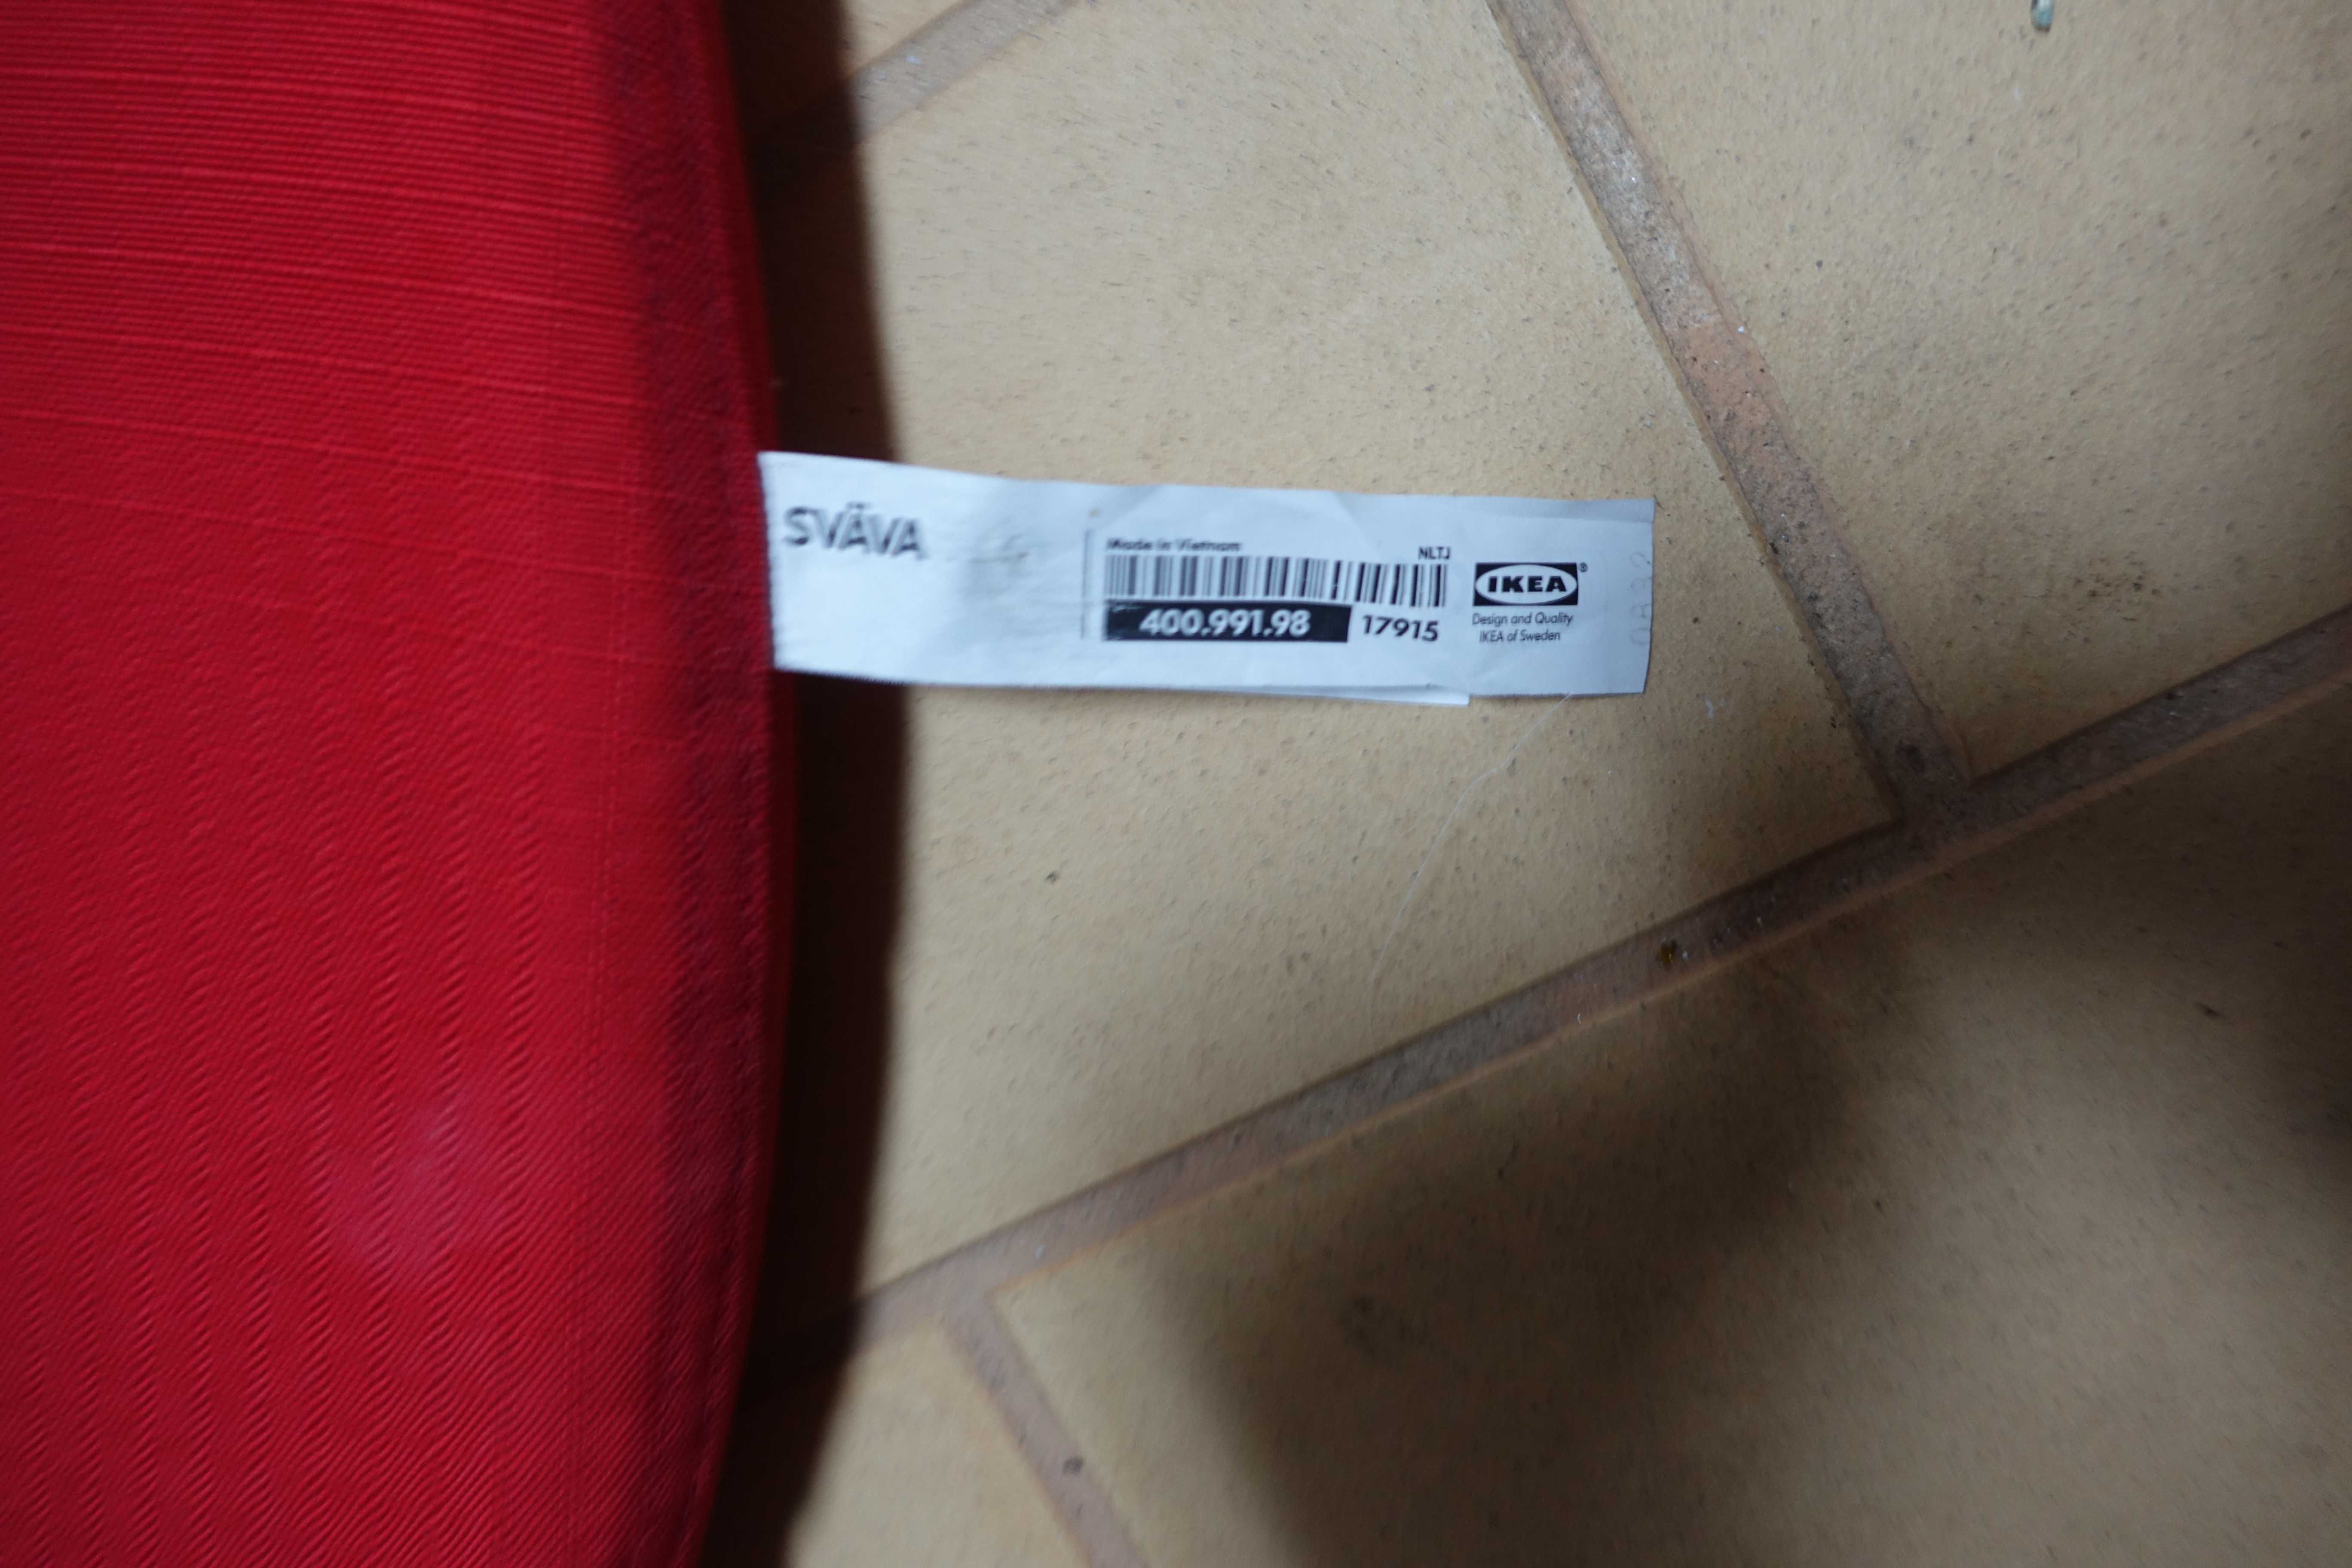 SVÄVA
Made in Vietnam
NLTJ
400.991.98
17915
IKEA®
Design and Quality
IKEA of Sweden